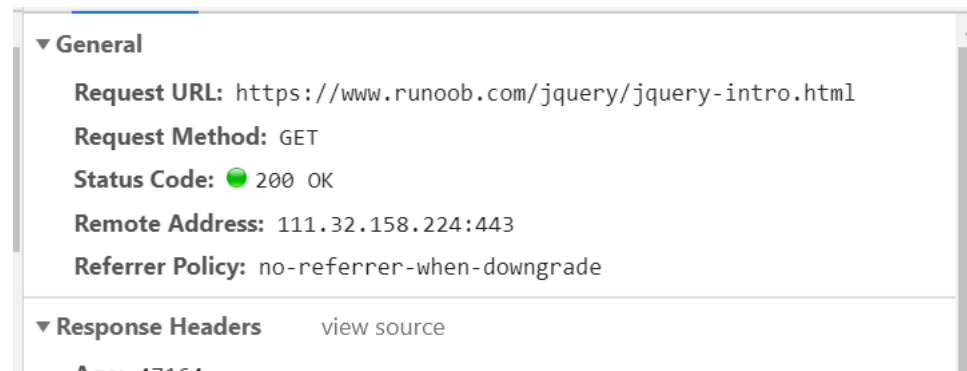 General
Request URL: https://www.runoob.com/jquery/jquery-intro.html
Request Method: GET
Status Code: 200 OK
Remote Address: 111.32.158.224:443
Referrer Policy: no-referrer-when-downgrade
Response Headers view source